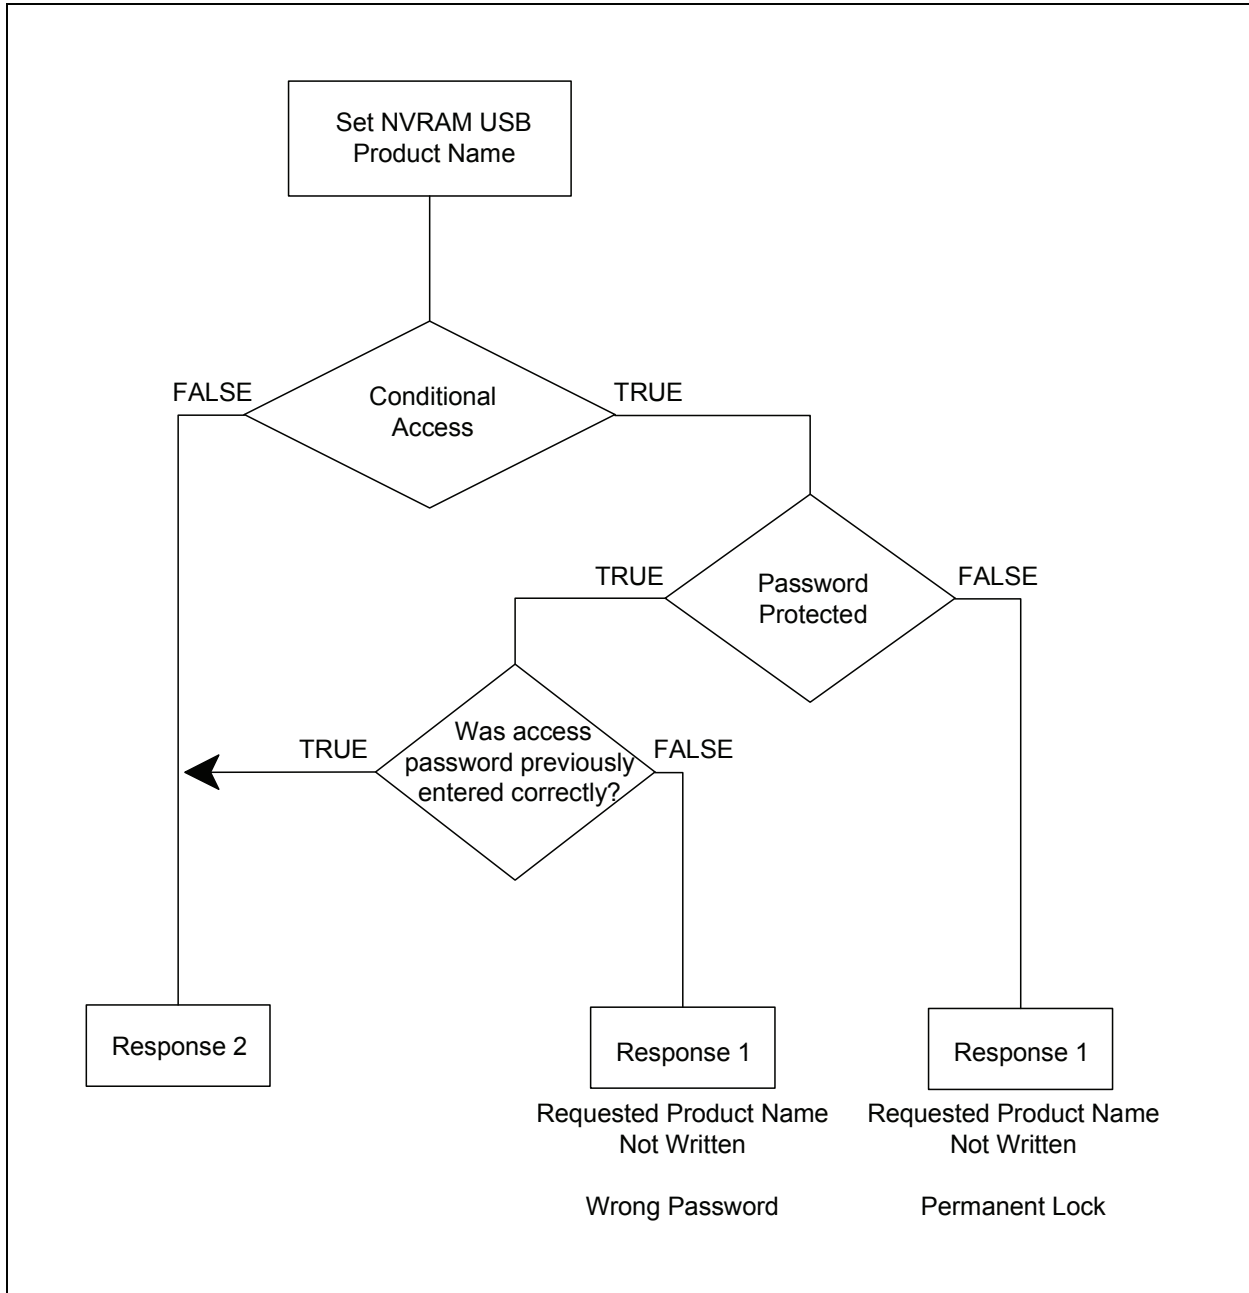 Set NVRAM USB
Product Name
FALSE
Conditional
Access
TRUE
TRUE
Password
Protected
FALSE
TRUE
Was access
password previously
entered correctly?
FALSE
Response 2
Response 1
Requested Product Name
Not Written
Wrong Password
Response 1
Requested Product Name
Not Written
Permanent Lock